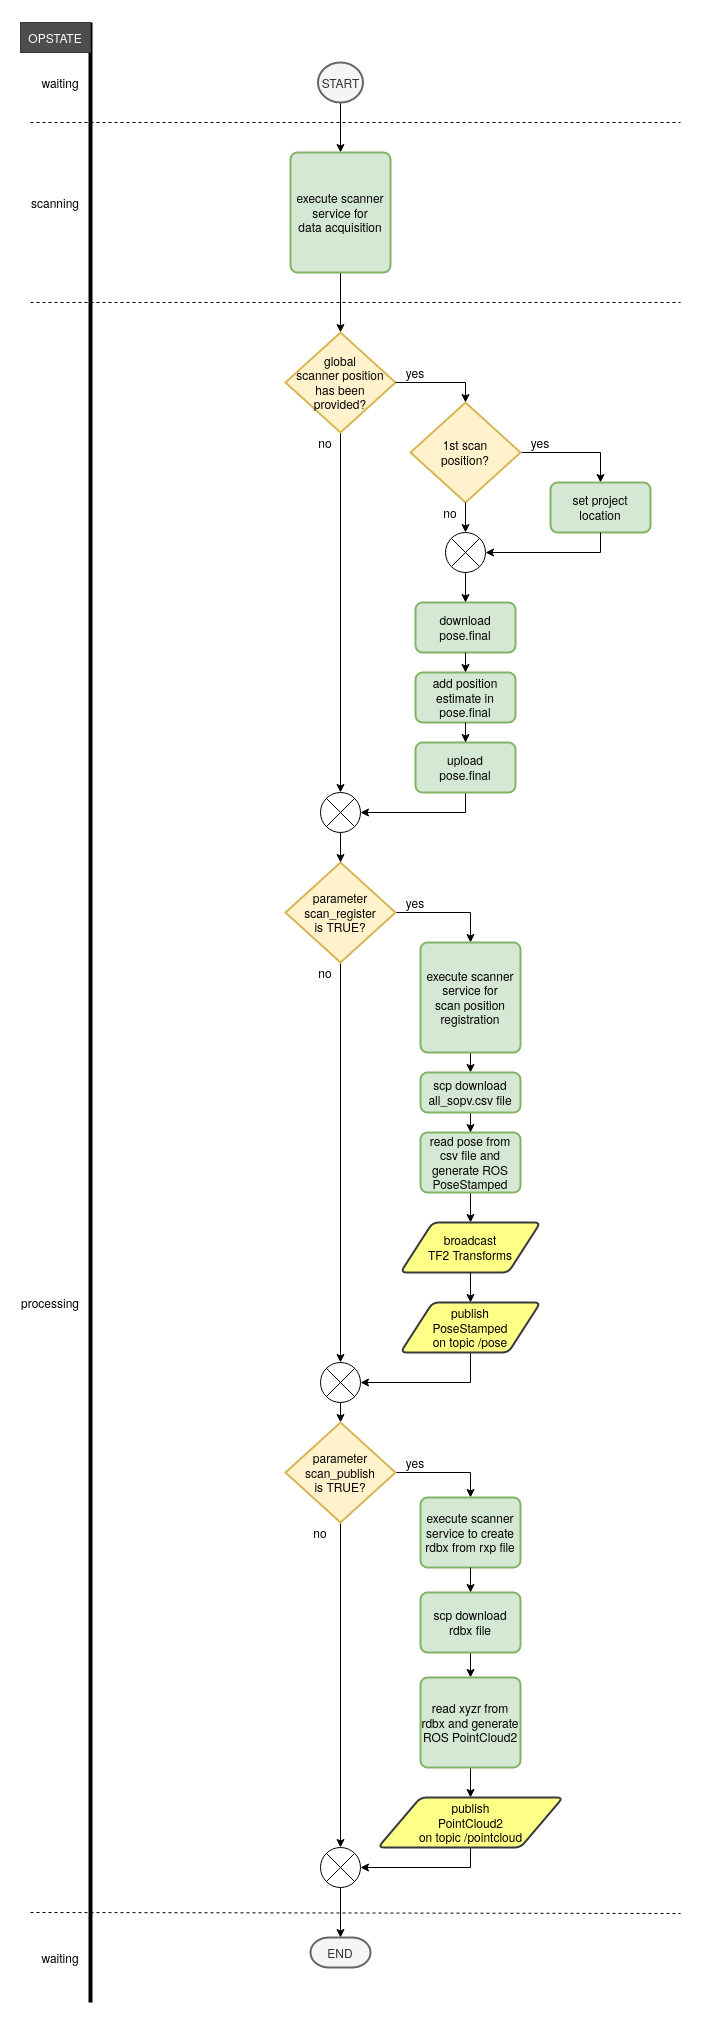 OPSTATE
waiting
START
scanning
execute scanner
service for
data acquisition
global
scanner position
has been
provided?
yes
no
1st scan
position?
yes
no
set project
location
download
pose.final
add position
estimate in
pose.final
upload
pose.final
parameter
scan_register
is TRUE?
yes
no
execute scanner
service for
scan position
registration
scp download
all_sopv.csv file
read pose from
csv file and
generate ROS
PoseStamped
broadcast
TF2 Transforms
processing
publish
PoseStamped
on topic /pose
parameter
scan_publish
is TRUE?
yes
no
execute scanner
service to create
rdbx from rxp file
scp download
rdbx file
read xyzr from
rdbx and generate
ROS PointCloud2
publish
PointCloud2
on topic /pointcloud
END
waiting